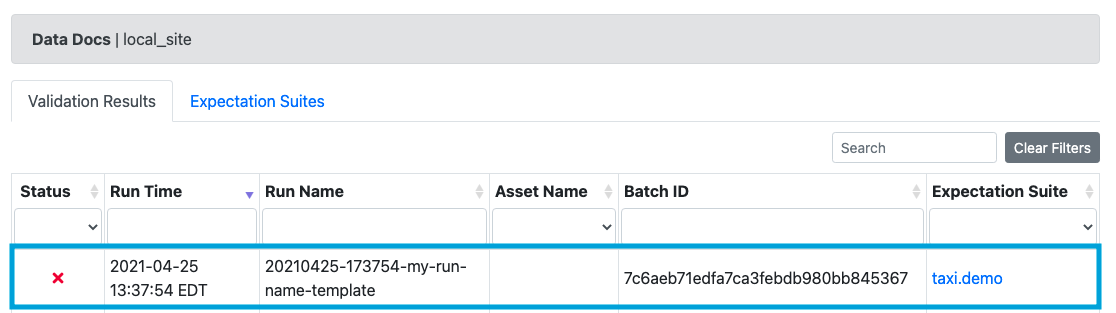 Data Docs | local_site
Validation Results Expectation Suites
Search Clear Filters
Status Run Time Run Name Asset Name Batch ID Expectation Suite
2021-04-25 20210425-173754-my-run-
13:37:54 EDT name-template 7c6aeb71edfa7ca3febdb980bb845367 taxi.demo